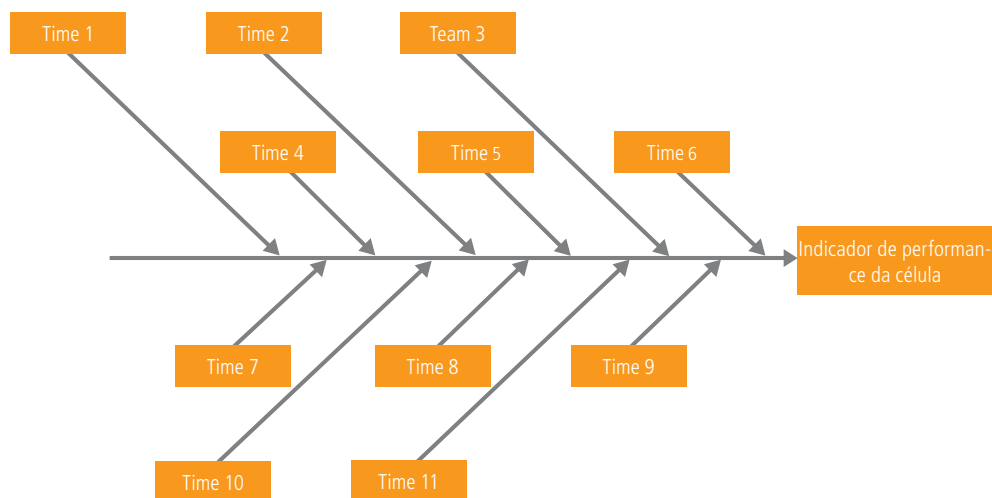 Time 1
Time 2
Team 3
Time 4
Time 5
Time 6
Indicador de performan-
ce da célula
Time 7
Time 8
Time 9
Time 10
Time 11